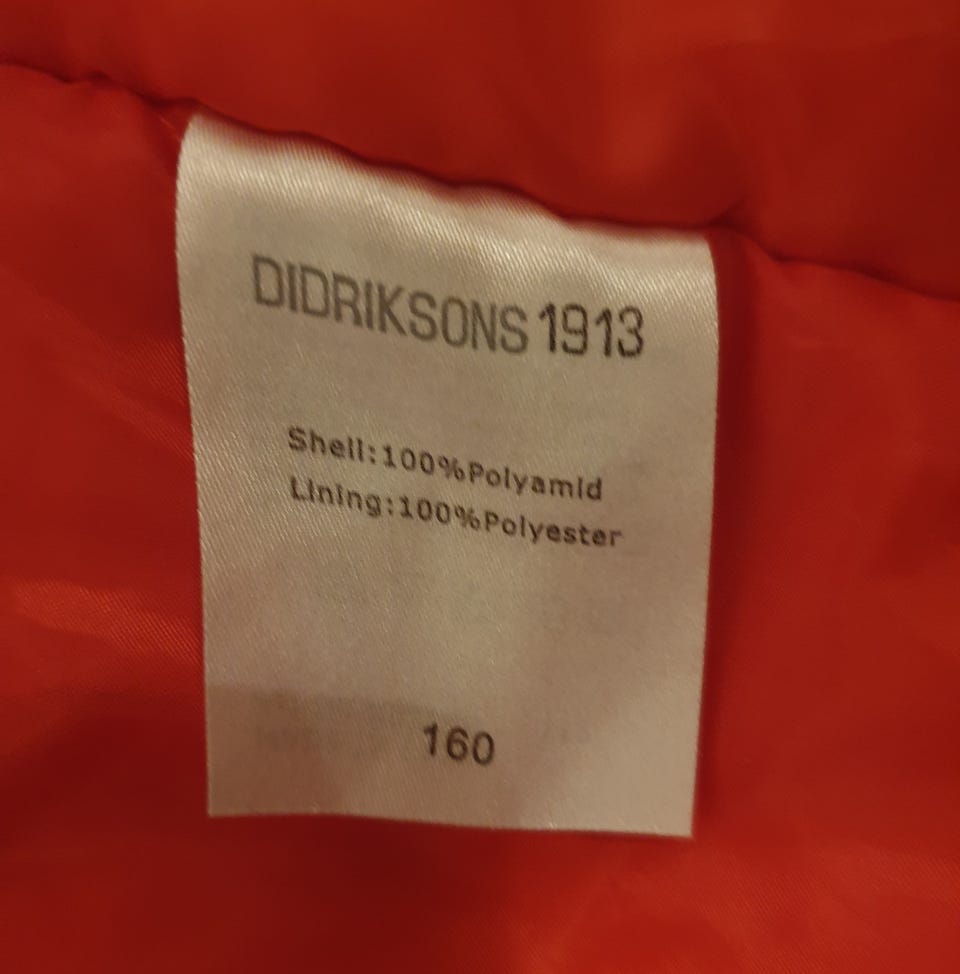 DIDRIKSONS 1913
Shell:100%Polyamid
Lining:100%Polyester
160